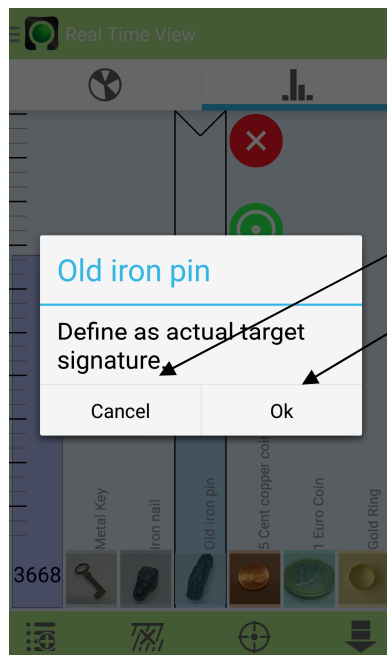 Real Time View
Old iron pin
Define as actual target
signature.
Cancel Ok
Metal Key
Iron nail
Old iron pin
5 Cent copper coin
1 Euro Coin
Gold Ring
3668